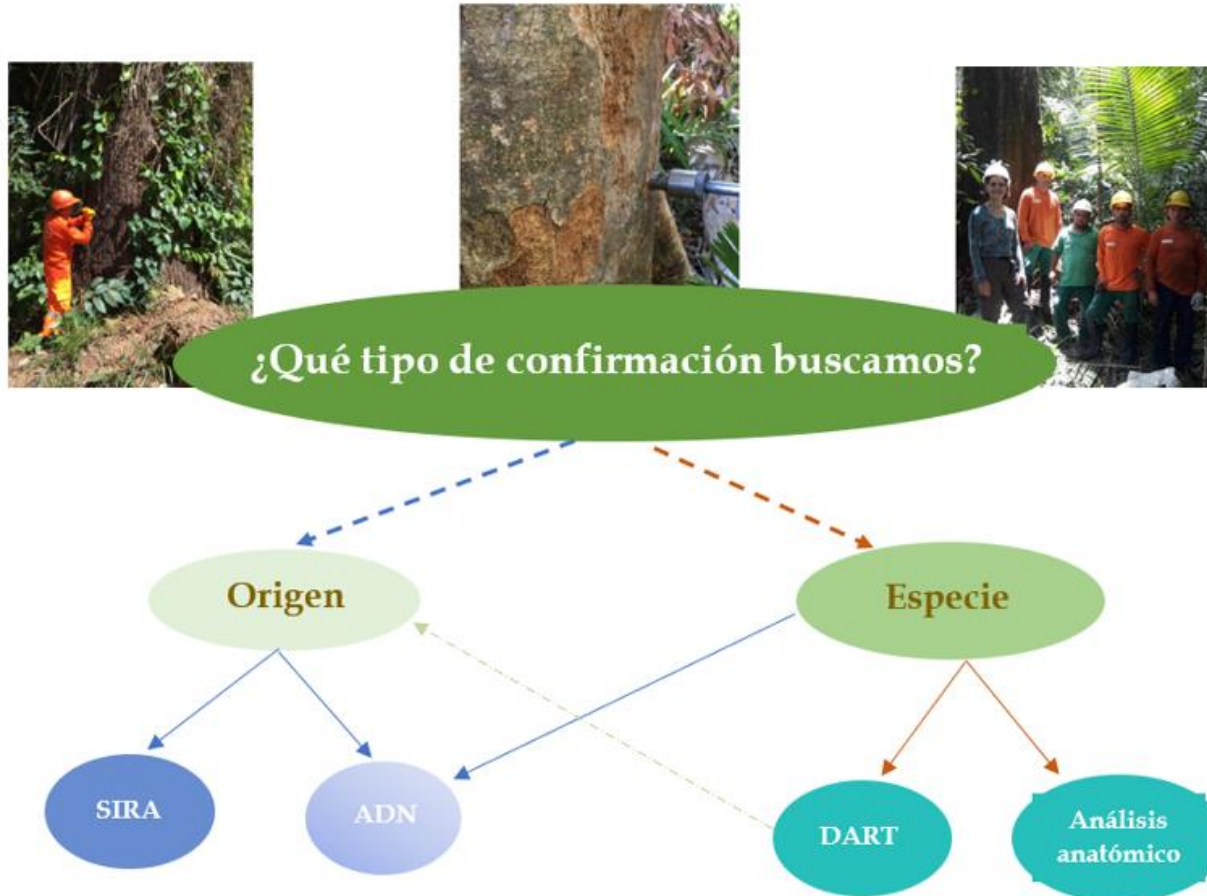 ¿Qué tipo de confirmación buscamos?
Origen
Especie
SIRA
ADN
DART
Análisis
anatómico